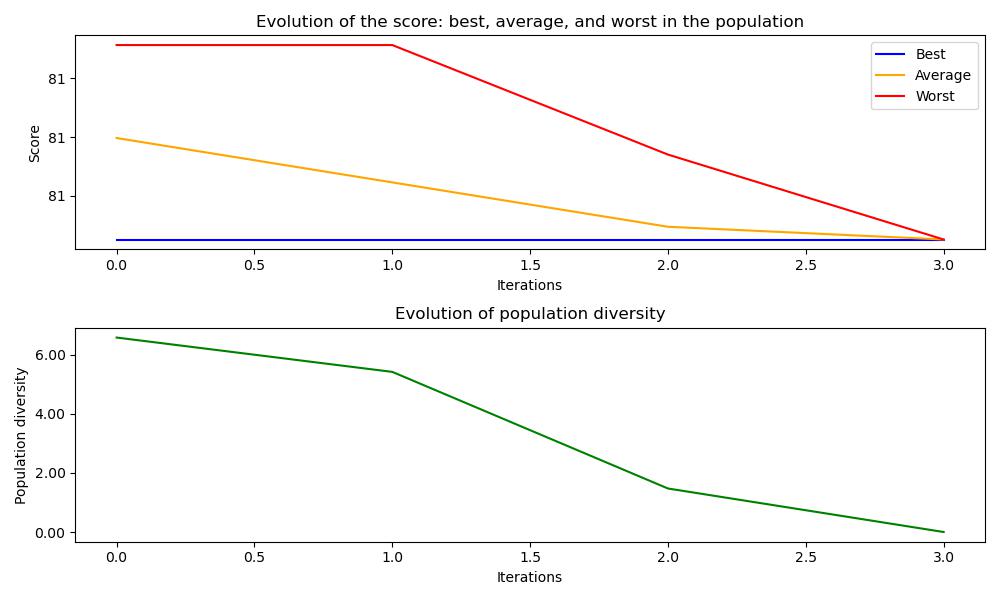 Evolution of the score: best, average, and worst in the population
Score
81
81
81
Best
Average
Worst
0.0 0.5 1.0 1.5 2.0 2.5 3.0
Iterations
Evolution of population diversity
Population diversity
6.00
4.00
2.00
0.00
0.0 0.5 1.0 1.5 2.0 2.5 3.0
Iterations